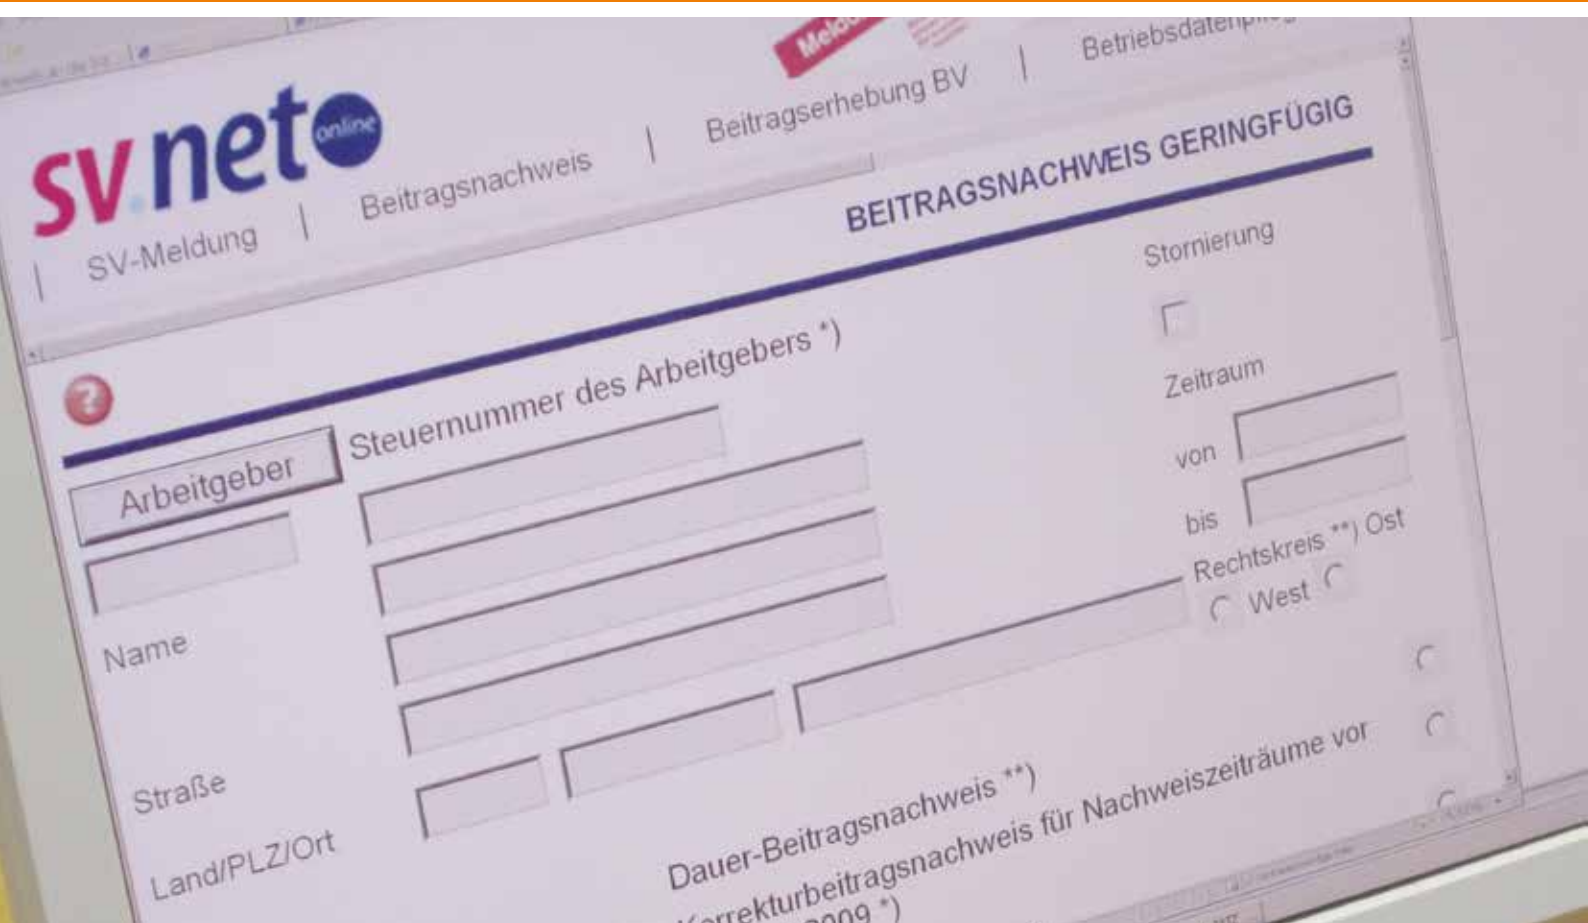 sv.net online
SV-Meldung | Beitragsnachweis | Beitragserhebung BV |
BEITRAGSNACHWEIS GERINGFÜGIG
Stornierung
Arbeitgeber
Steuernummer des Arbeitgebers *)
Zeitraum
von
bis
Rechtskreis **) Ost
West
Name
Straße
Land/PLZ/Ort
Dauer-Beitragsnachweis **)
Korrekturbeitragsnachweis für Nachweiszeiträume vor
2009 *)